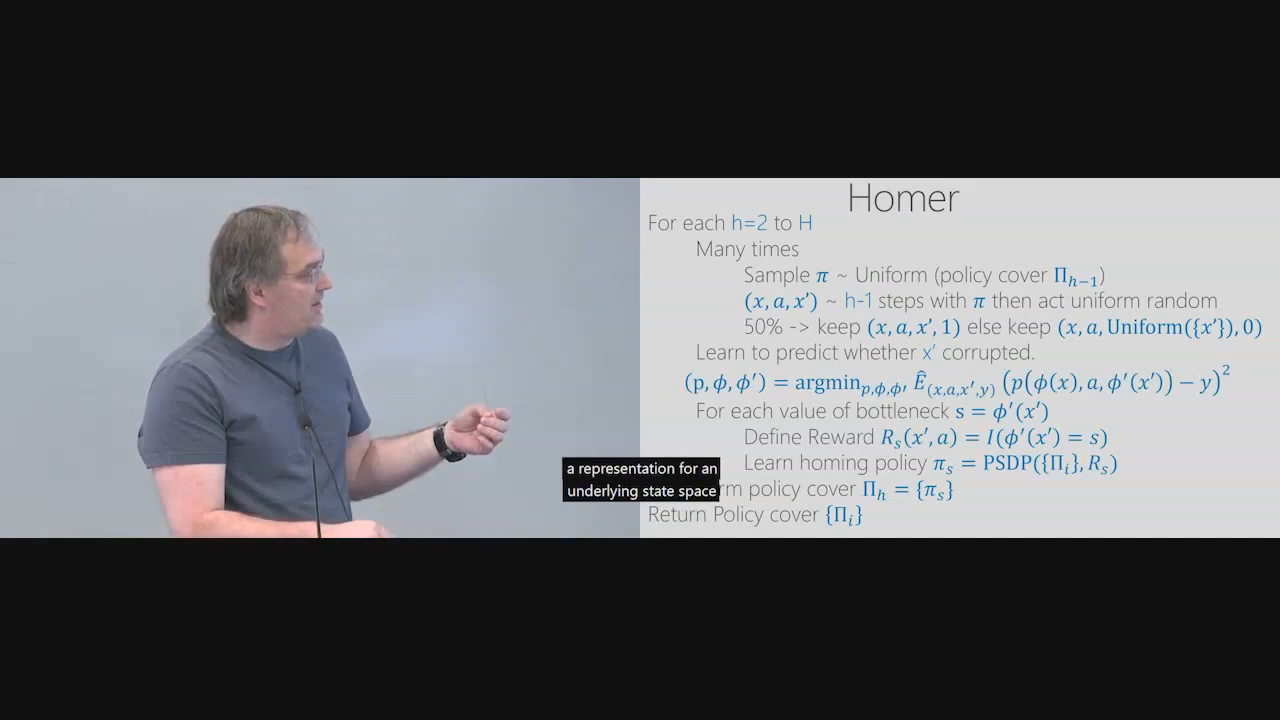 Homer
For each h=2 to H
Many times
Sample π ~ Uniform (policy cover Π_{h−1})
(x, a, x’) ~ h-1 steps with π then act uniform random
50% -> keep (x, a, x’, 1) else keep (x, a, Uniform({x’}), 0)
Learn to predict whether x’ corrupted.
(p, ϕ, ϕ′) = argmin_{p,ϕ,ϕ′} Ê_{(x,a,x′,y)} (p(ϕ(x), a, ϕ′(x′)) − y)²
For each value of bottleneck s = ϕ′(x′)
Define Reward R_s(x′, a) = I(ϕ′(x′) = s)
Learn homing policy π_s = PSDP({Π_i}, R_s)
rm policy cover Π_h = {π_s}
Return Policy cover {Π_i}
a representation for an
underlying state space